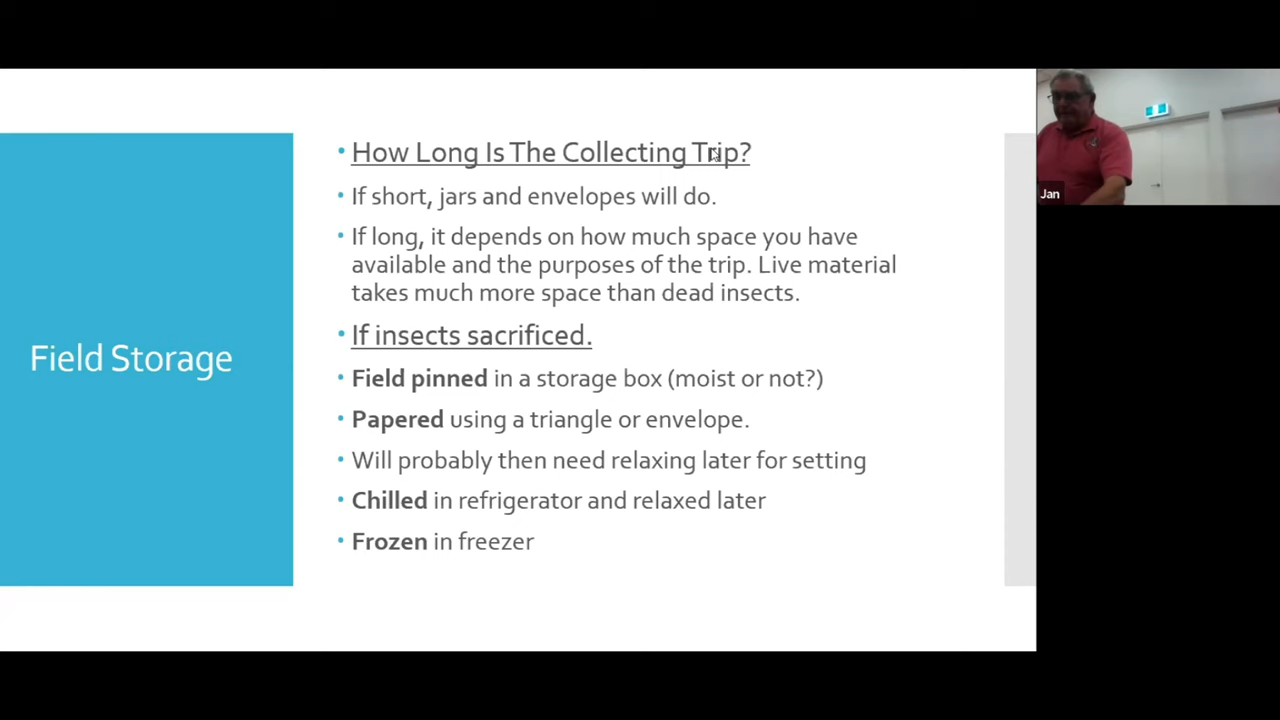 Field Storage
How Long Is The Collecting Trip?
If short, jars and envelopes will do.
If long, it depends on how much space you have
available and the purposes of the trip. Live material
takes much more space than dead insects.
If insects sacrificed.
Field pinned in a storage box (moist or not?)
Papered using a triangle or envelope.
Will probably then need relaxing later for setting
Chilled in refrigerator and relaxed later
Frozen in freezer
Jan